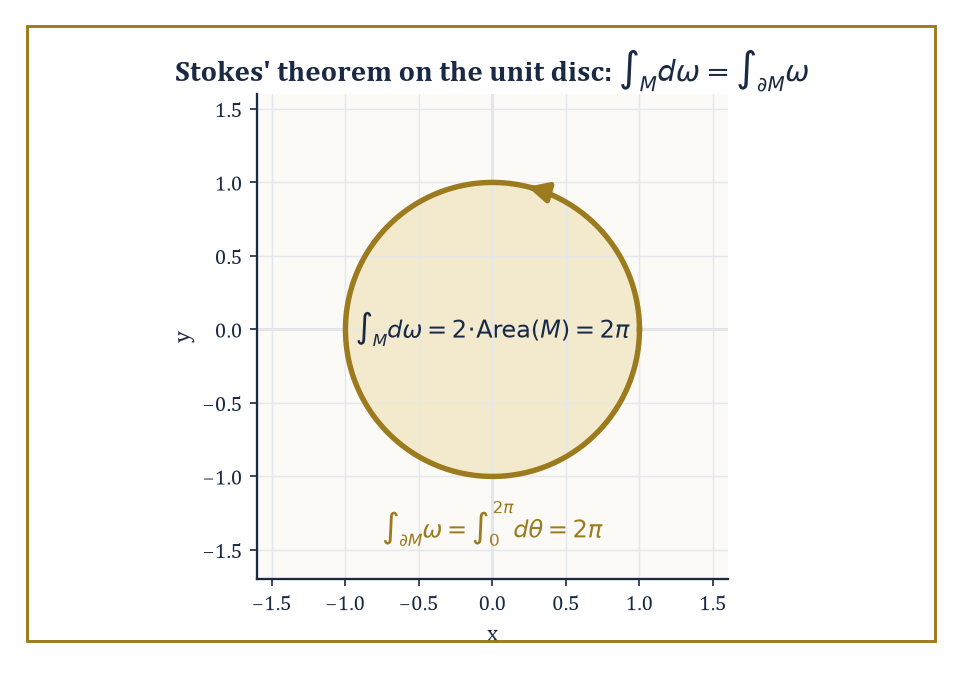 Stokes' theorem on the unit disc: ∫_M dω = ∫_∂M ω
1.5
1.0
0.5
0.0
−0.5
−1.0
−1.5
y
∫_M dω = 2·Area(M) = 2π
∫_∂M ω = ∫_0^2π dθ = 2π
−1.5 −1.0 −0.5 0.0 0.5 1.0 1.5
x